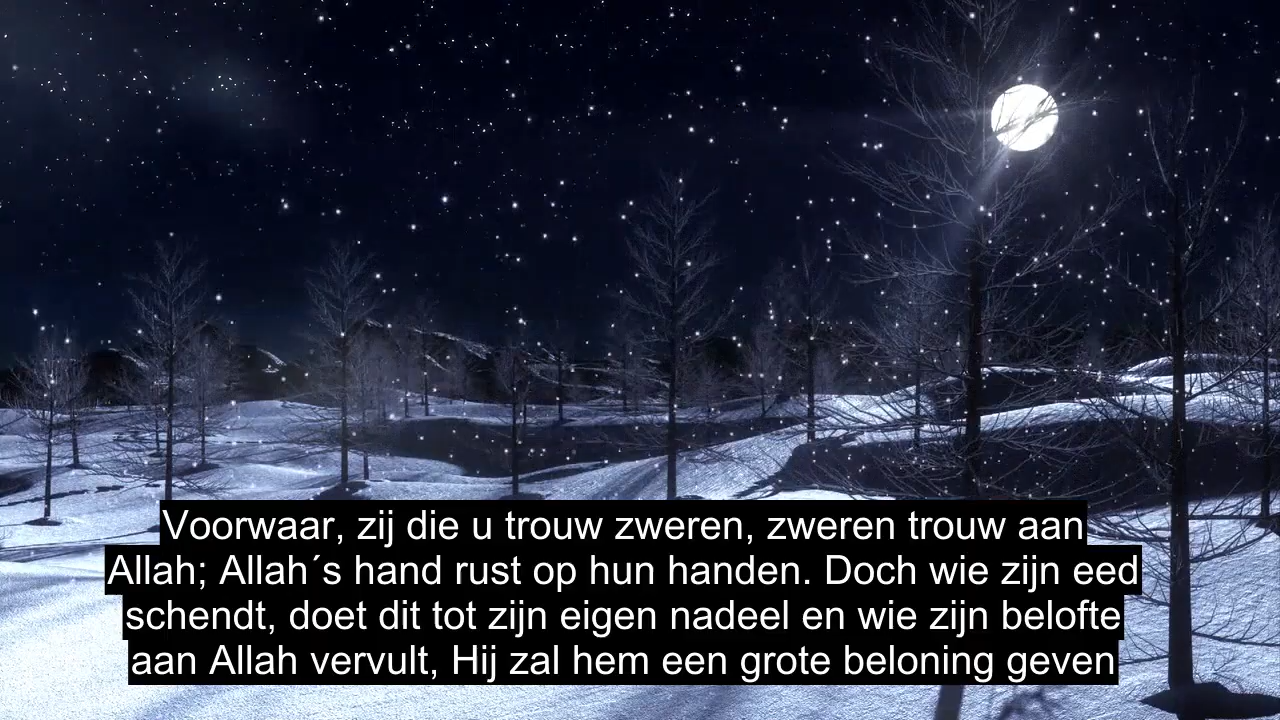 Voorwaar, zij die u trouw zweren, zweren trouw aan
Allah; Allah´s hand rust op hun handen. Doch wie zijn eed
schendt, doet dit tot zijn eigen nadeel en wie zijn belofte
aan Allah vervult, Hij zal hem een grote beloning geven